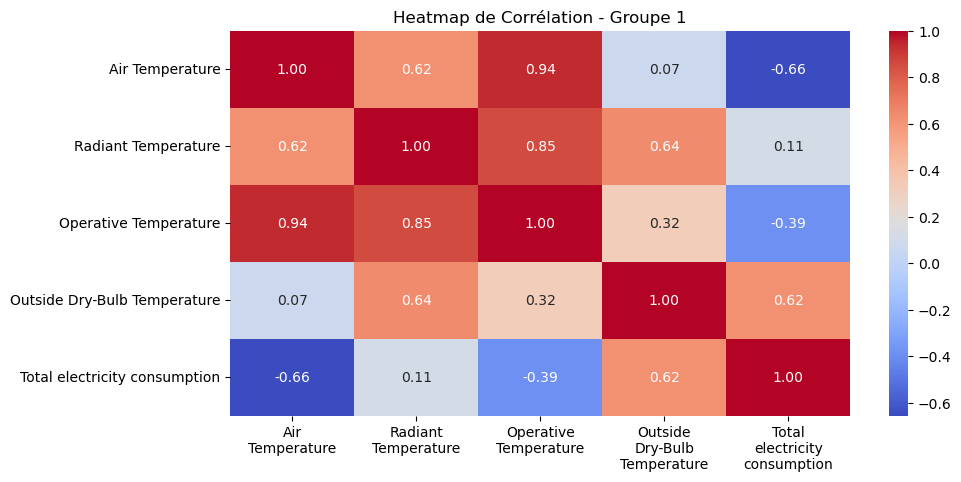 Heatmap de Corrélation - Groupe 1
Air Temperature 1.00 0.62 0.94 0.07 -0.66
Radiant Temperature 0.62 1.00 0.85 0.64 0.11
Operative Temperature 0.94 0.85 1.00 0.32 -0.39
Outside Dry-Bulb Temperature 0.07 0.64 0.32 1.00 0.62
Total electricity consumption -0.66 0.11 -0.39 0.62 1.00
Air
Temperature
Radiant
Temperature
Operative
Temperature
Outside
Dry-Bulb
Temperature
Total
electricity
consumption
1.0
0.8
0.6
0.4
0.2
0.0
−0.2
−0.4
−0.6